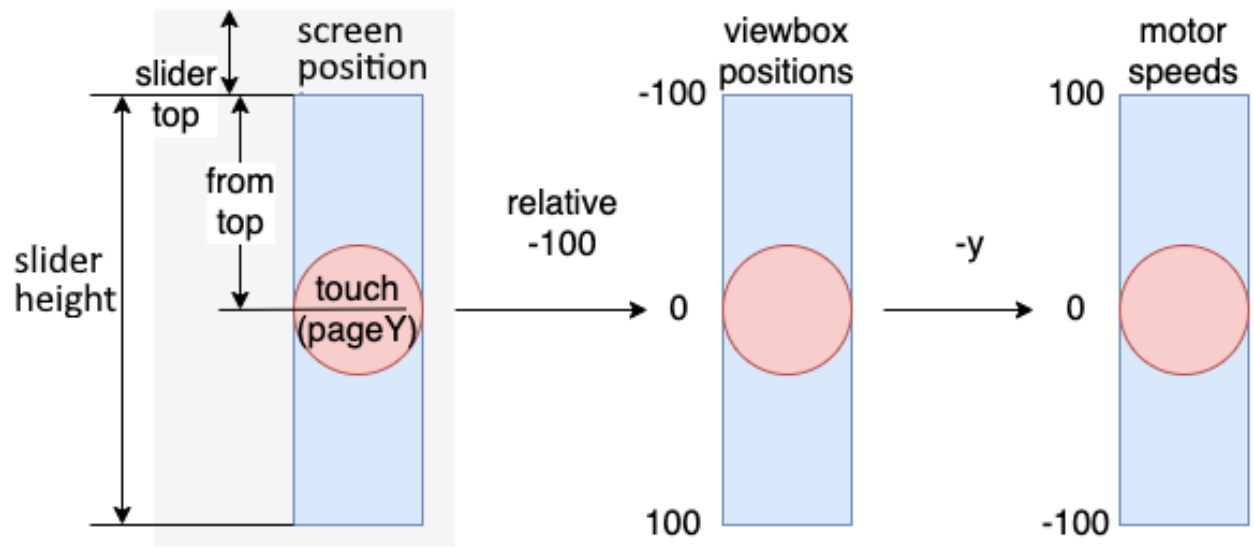 screen
position
slider
top
from
top
slider
height
touch
(pageY)
relative
-100
viewbox
positions
-100
0
100
-y
motor
speeds
100
0
-100